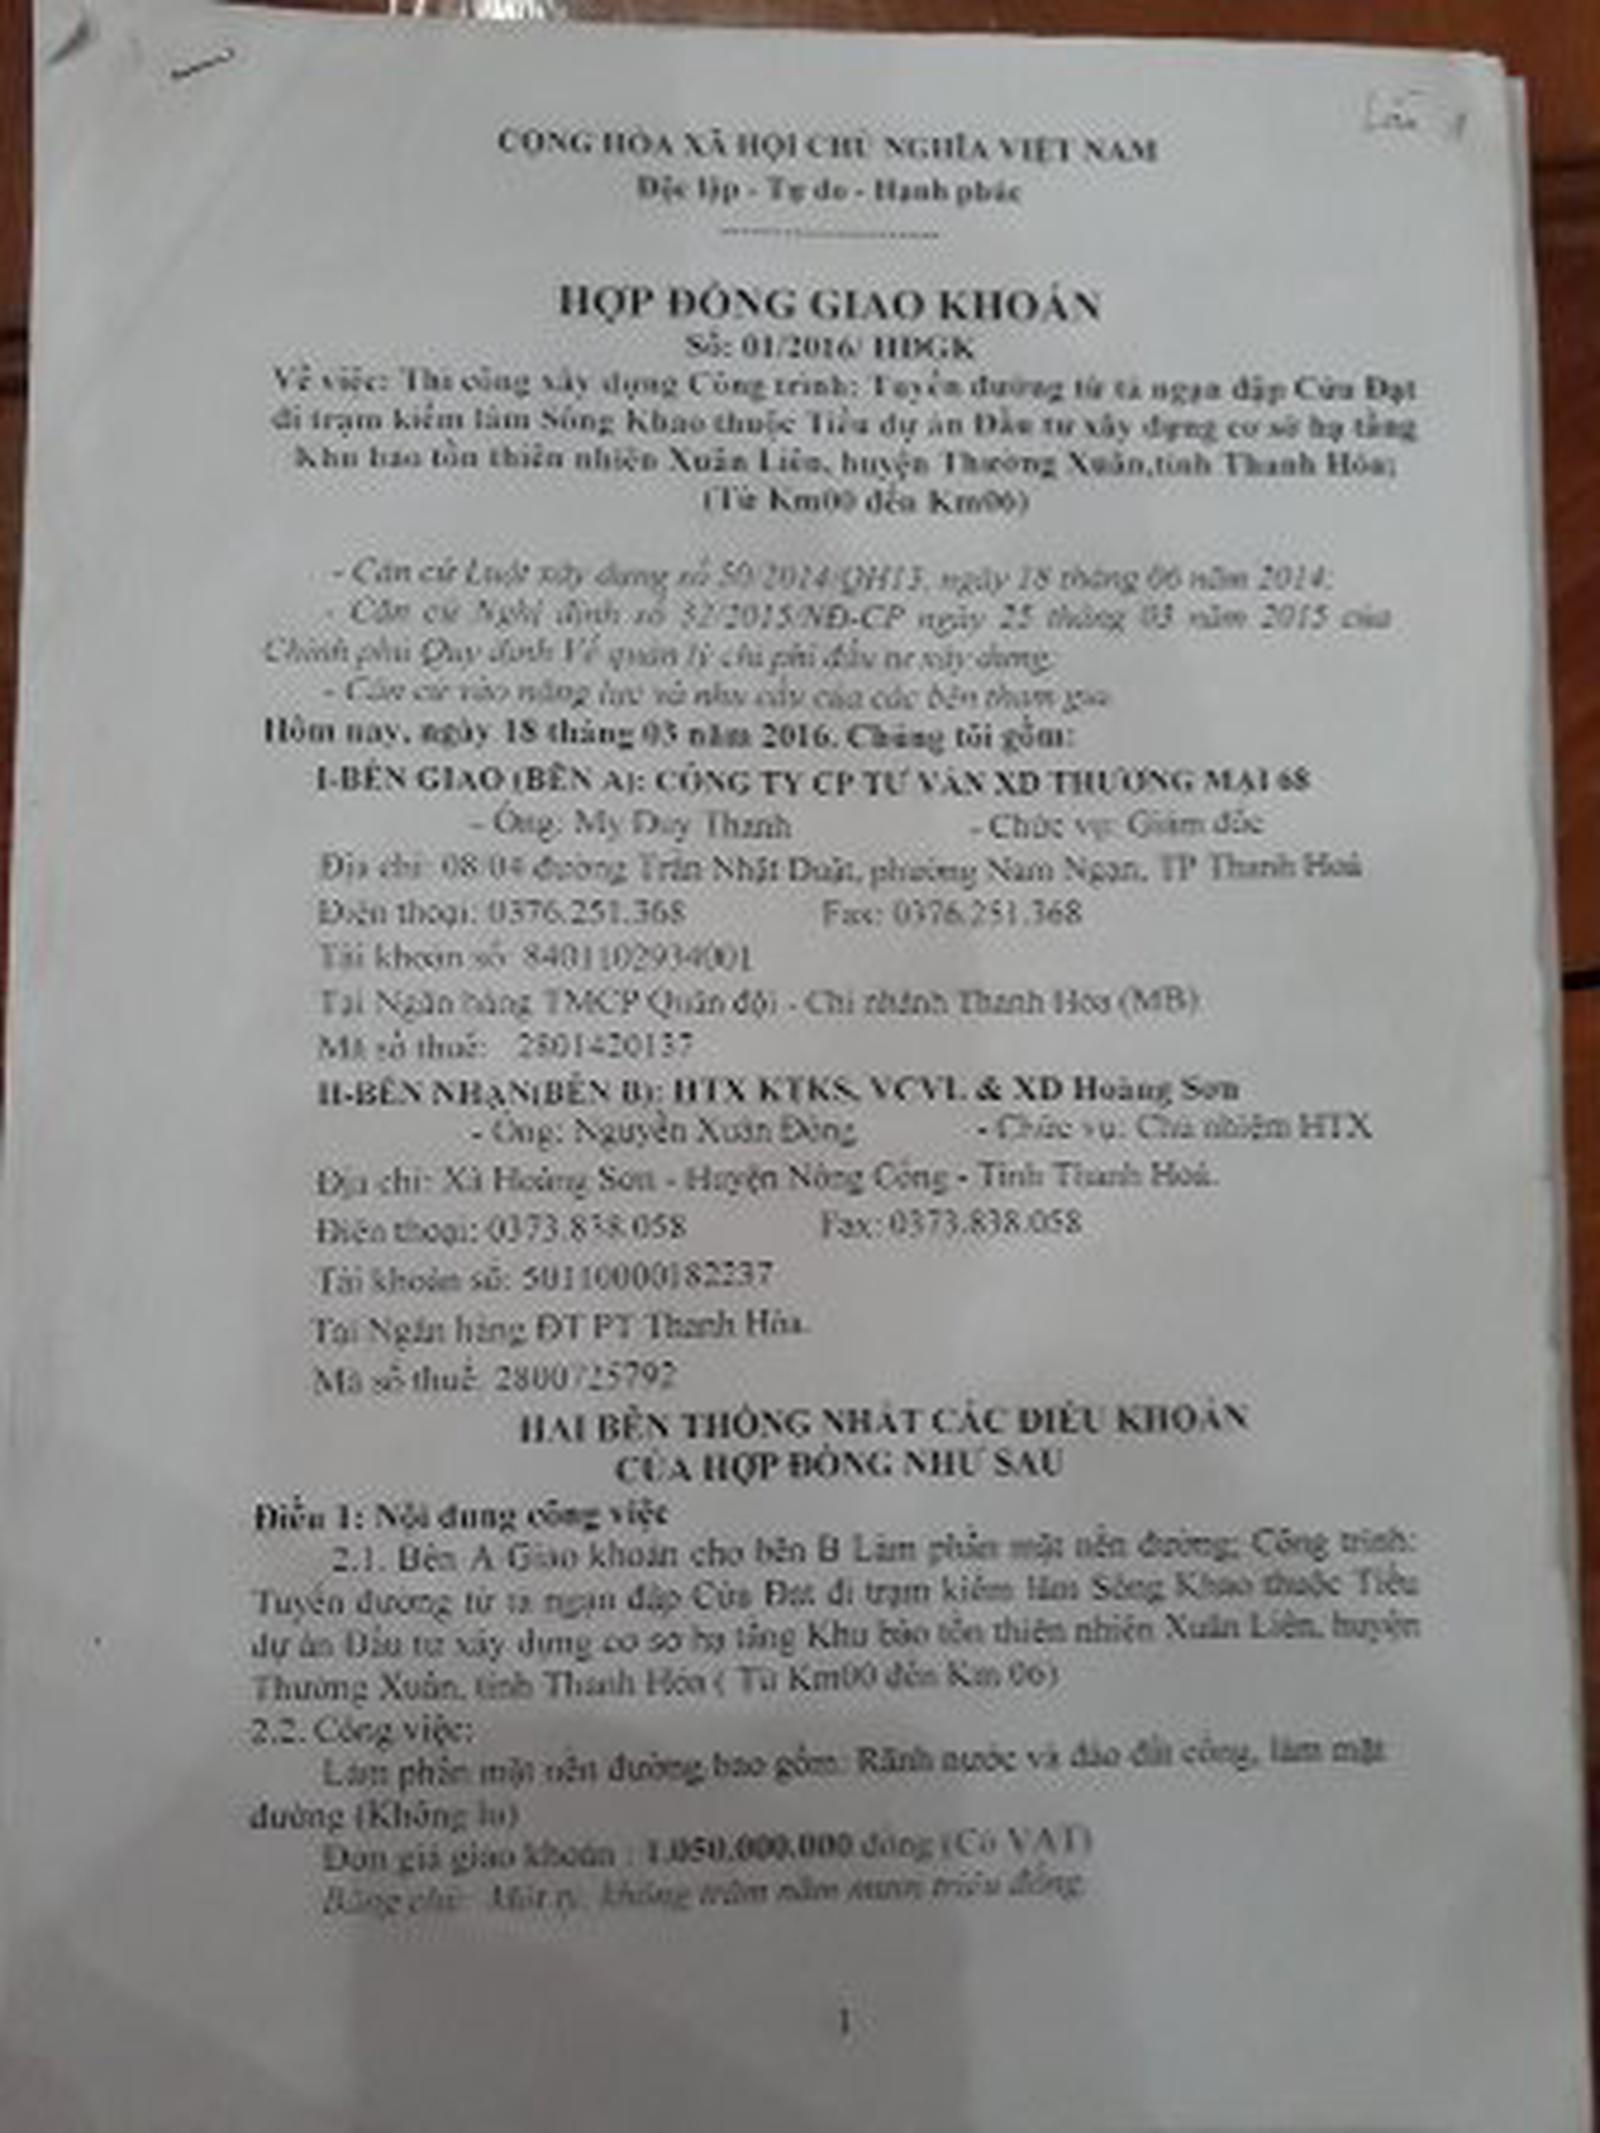 Lần 1
CỘNG HÒA XÃ HỘI CHỦ NGHĨA VIỆT NAM
Độc lập - Tự do - Hạnh phúc
HỢP ĐỒNG GIAO KHOÁN
Số: 01/2016/ HĐGK
Về việc: Thi công xây dựng Công trình: Tuyến đường từ tả ngạn đập Cửa Đạt
đi trạm kiểm lâm Sông Khao thuộc Tiểu dự án Đầu tư xây dựng cơ sở hạ tầng
Khu bảo tồn thiên nhiên Xuân Liên, huyện Thường Xuân,tỉnh Thanh Hóa;
(Từ Km00 đến Km06)
- Căn cứ Luật xây dựng số 50/2014/QH13, ngày 18 tháng 06 năm 2014;
- Căn cứ Nghị định số 32/2015/NĐ-CP ngày 25 tháng 03 năm 2015 của
Chính phủ Quy định Về quản lý chi phí đầu tư xây dựng;
- Căn cứ vào năng lực và nhu cầu của các bên tham gia
Hôm nay, ngày 18 tháng 03 năm 2016. Chúng tôi gồm:
I-BÊN GIAO (BÊN A): CÔNG TY CP TƯ VẤN XD THƯƠNG MẠI 68
- Ông: My Duy Thanh - Chức vụ: Giám đốc
Địa chỉ: 08/04 đường Trần Nhật Duật, phường Nam Ngạn, TP Thanh Hoá
Điện thoại: 0376.251.368 Fax: 0376.251.368
Tài khoản số: 8401102934001
Tại Ngân hàng TMCP Quân đội - Chi nhánh Thanh Hóa (MB)
Mã số thuế: 2801420137
II-BÊN NHẬN(BÊN B): HTX KTKS, VCVL & XD Hoàng Sơn
- Ông: Nguyễn Xuân Đông - Chức vụ: Chủ nhiệm HTX
Địa chỉ: Xã Hoàng Sơn - Huyện Nông Cống - Tỉnh Thanh Hoá.
Điện thoại: 0373.838.058 Fax: 0373.838.058
Tài khoản số: 50110000182237
Tại Ngân hàng ĐT PT Thanh Hóa.
Mã số thuế: 2800725792
HAI BÊN THỐNG NHẤT CÁC ĐIỀU KHOẢN
CỦA HỢP ĐỒNG NHƯ SAU
Điều 1: Nội dung công việc
2.1. Bên A Giao khoán cho bên B Làm phần mặt nền đường; Công trình:
Tuyến đường từ tả ngạn đập Cửa Đạt đi trạm kiểm lâm Sông Khao thuộc Tiểu
dự án Đầu tư xây dựng cơ sở hạ tầng Khu bảo tồn thiên nhiên Xuân Liên, huyện
Thường Xuân, tỉnh Thanh Hóa ( Từ Km00 đến Km 06)
2.2. Công việc:
Làm phần mặt nền đường bao gồm: Rãnh nước và đào đất cống, làm mặt
đường (Không lu)
Đơn giá giao khoán : 1.050.000.000 đồng (Có VAT)
Bằng chữ: Một tỷ, không trăm năm mươi triệu đồng
1